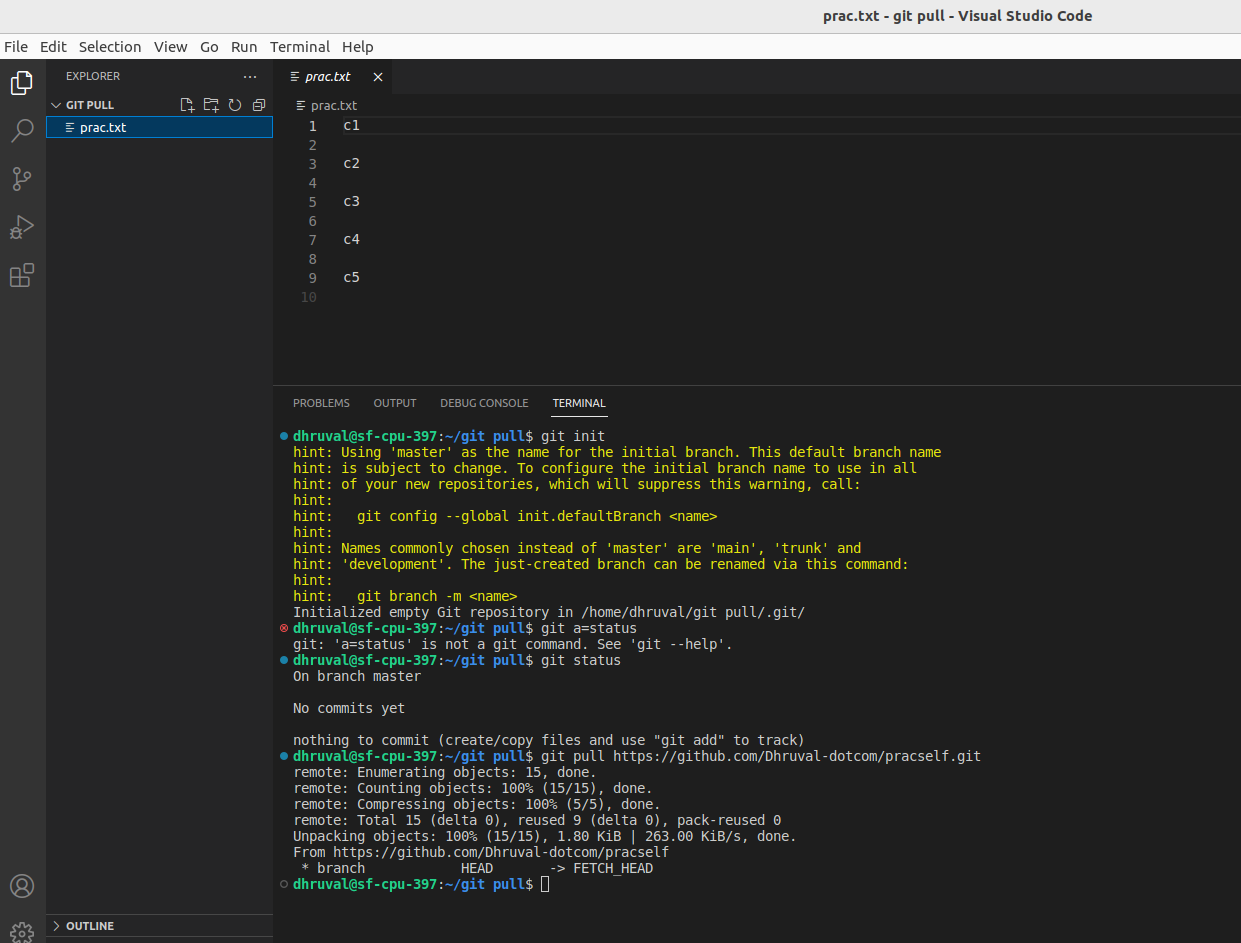 prac.txt - git pull - Visual Studio Code
File Edit Selection View Go Run Terminal Help
EXPLORER
GIT PULL
prac.txt
OUTLINE
prac.txt
prac.txt
1 c1
2
3 c2
4
5 c3
6
7 c4
8
9 c5
10
PROBLEMS OUTPUT DEBUG CONSOLE TERMINAL
dhruval@sf-cpu-397:~/git pull$ git init
hint: Using 'master' as the name for the initial branch. This default branch name
hint: is subject to change. To configure the initial branch name to use in all
hint: of your new repositories, which will suppress this warning, call:
hint:
hint:   git config --global init.defaultBranch <name>
hint:
hint: Names commonly chosen instead of 'master' are 'main', 'trunk' and
hint: 'development'. The just-created branch can be renamed via this command:
hint:
hint:   git branch -m <name>
Initialized empty Git repository in /home/dhruval/git pull/.git/
dhruval@sf-cpu-397:~/git pull$ git a=status
git: 'a=status' is not a git command. See 'git --help'.
dhruval@sf-cpu-397:~/git pull$ git status
On branch master
No commits yet
nothing to commit (create/copy files and use "git add" to track)
dhruval@sf-cpu-397:~/git pull$ git pull https://github.com/Dhruval-dotcom/pracself.git
remote: Enumerating objects: 15, done.
remote: Counting objects: 100% (15/15), done.
remote: Compressing objects: 100% (5/5), done.
remote: Total 15 (delta 0), reused 9 (delta 0), pack-reused 0
Unpacking objects: 100% (15/15), 1.80 KiB | 263.00 KiB/s, done.
From https://github.com/Dhruval-dotcom/pracself
 * branch            HEAD       -> FETCH_HEAD
dhruval@sf-cpu-397:~/git pull$